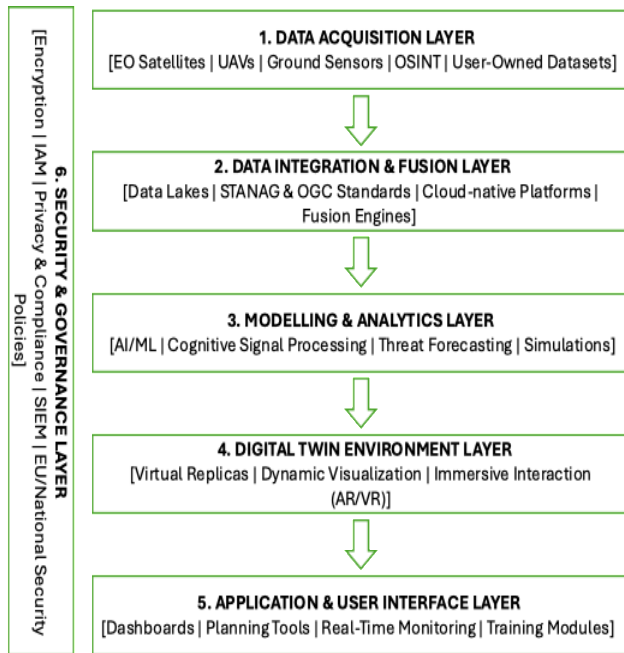 1. DATA ACQUISITION LAYER
[EO Satellites | UAVs | Ground Sensors | OSINT | User-Owned Datasets]
2. DATA INTEGRATION & FUSION LAYER
[Data Lakes | STANAG & OGC Standards | Cloud-native Platforms |
Fusion Engines]
3. MODELLING & ANALYTICS LAYER
[AI/ML | Cognitive Signal Processing | Threat Forecasting | Simulations]
4. DIGITAL TWIN ENVIRONMENT LAYER
[Virtual Replicas | Dynamic Visualization | Immersive Interaction
(AR/VR)]
5. APPLICATION & USER INTERFACE LAYER
[Dashboards | Planning Tools | Real-Time Monitoring | Training Modules]
6. SECURITY & GOVERNANCE LAYER
[Encryption | IAM | Privacy & Compliance | SIEM | EU/National Security
Policies]